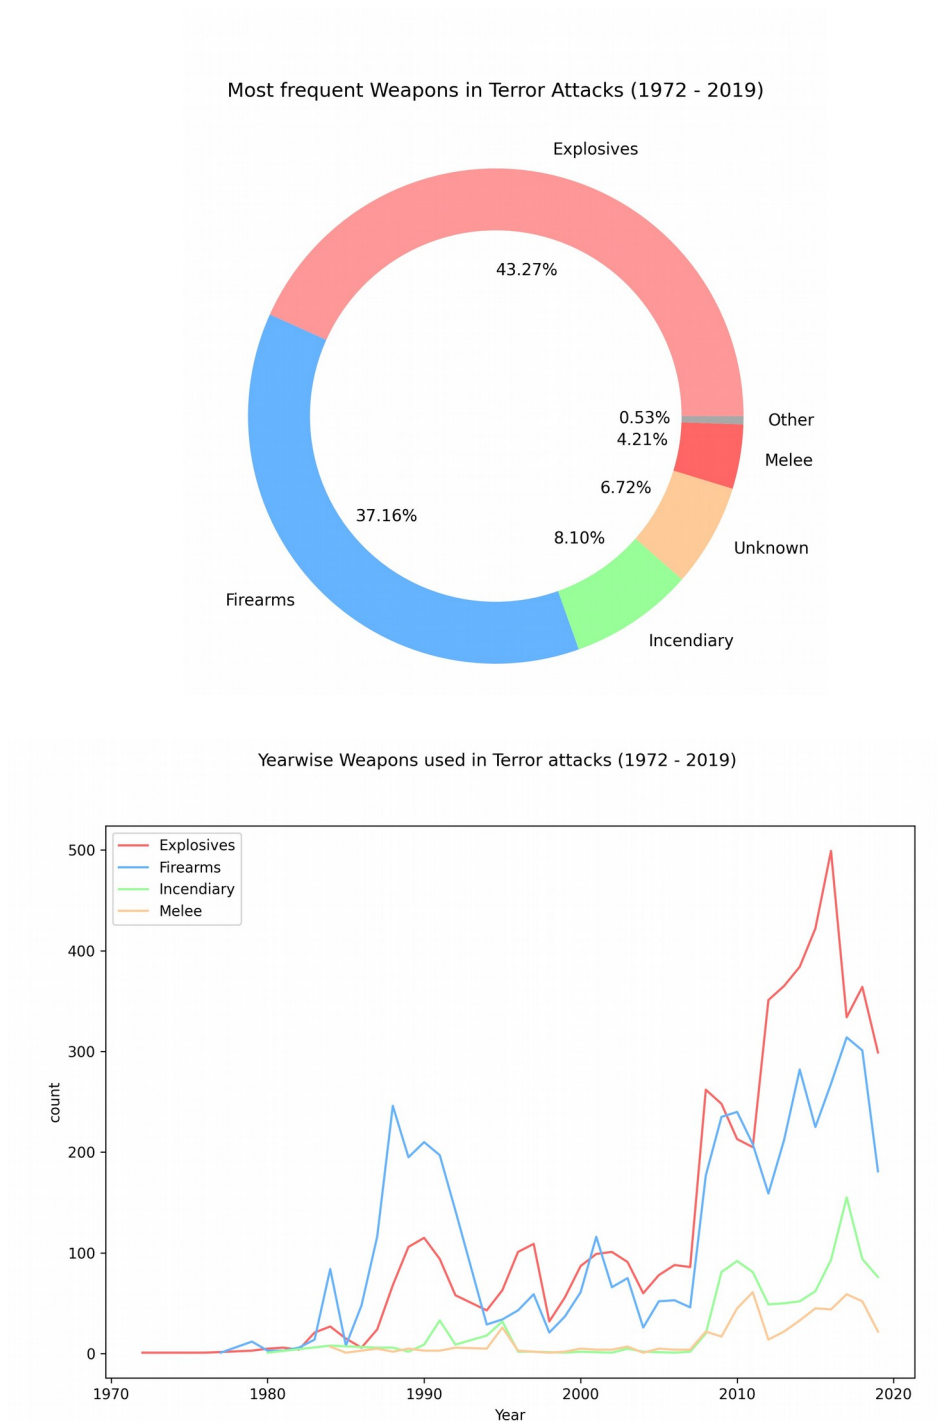 Most frequent Weapons in Terror Attacks (1972 - 2019)
Explosives
43.27%
0.53%
Other
4.21%
Melee
6.72%
37.16%
8.10%
Unknown
Firearms
Incendiary
Yearwise Weapons used in Terror attacks (1972 - 2019)
Explosives
Firearms
Incendiary
Melee
500
400
300
200
100
0
count
1970 1980 1990 2000 2010 2020
Year